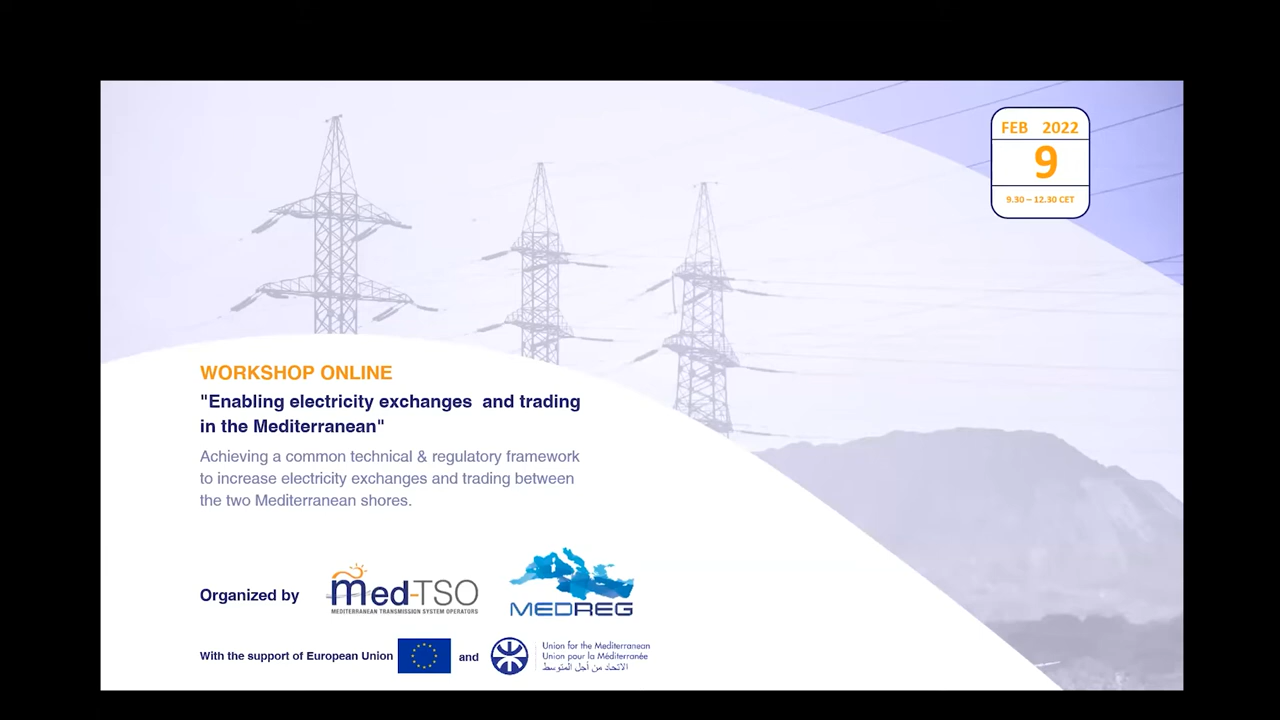 FEB 2022
9
9.30 – 12.30 CET
WORKSHOP ONLINE
"Enabling electricity exchanges and trading
in the Mediterranean"
Achieving a common technical & regulatory framework
to increase electricity exchanges and trading between
the two Mediterranean shores.
Organized by
Med-TSO
MEDITERRANEAN TRANSMISSION SYSTEM OPERATORS
MEDREG
With the support of European Union
and
Union for the Mediterranean
Union pour la Méditerranée
الاتحاد من أجل المتوسط